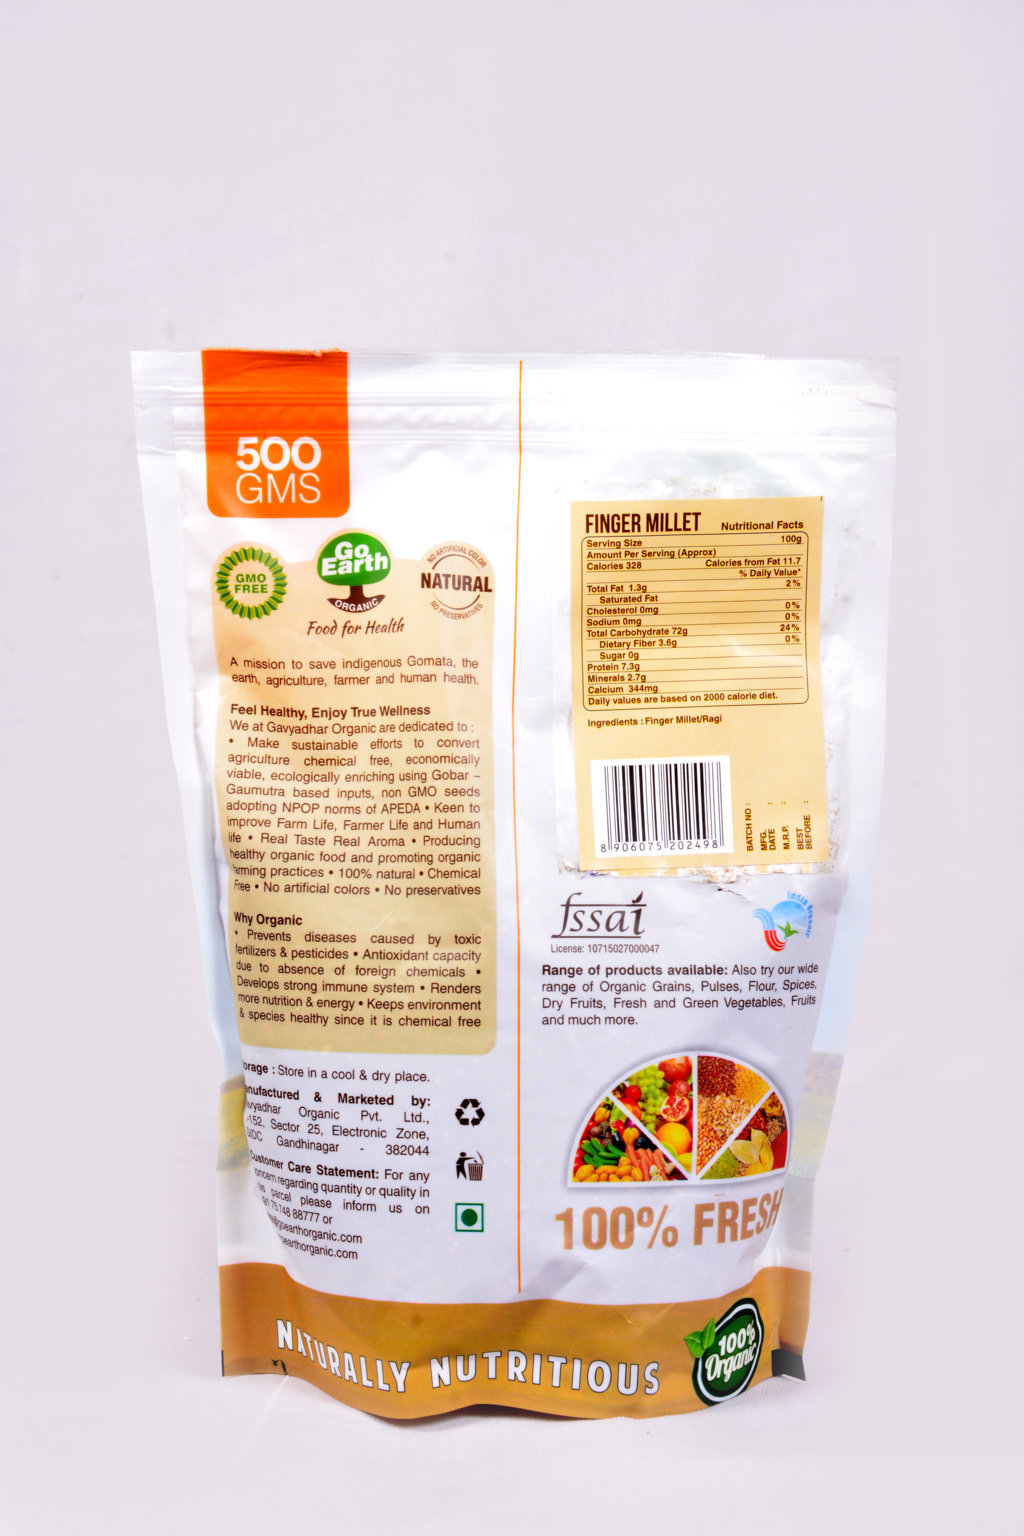 500
GMS
GMO
FREE
Go
Earth
ORGANIC
Food for Health
NO ARTIFICIAL COLOR
NATURAL
NO PRESERVATIVES
A mission to save indigenous Gomata, the
earth, agriculture, farmer and human health.
Feel Healthy, Enjoy True Wellness
We at Gavyadhar Organic are dedicated to :
• Make sustainable efforts to convert
agriculture chemical free, economically
viable, ecologically enriching using Gobar –
Gaumutra based inputs, non GMO seeds
adopting NPOP norms of APEDA • Keen to
improve Farm Life, Farmer Life and Human
life • Real Taste Real Aroma • Producing
healthy organic food and promoting organic
farming practices • 100% natural • Chemical
Free • No artificial colors • No preservatives
Why Organic
• Prevents diseases caused by toxic
fertilizers & pesticides • Antioxidant capacity
due to absence of foreign chemicals •
Develops strong immune system • Renders
more nutrition & energy • Keeps environment
& species healthy since it is chemical free
orage : Store in a cool & dry place.
anufactured & Marketed by:
avyadhar Organic Pvt. Ltd.,
-152, Sector 25, Electronic Zone,
GIDC Gandhinagar - 382044
Customer Care Statement: For any
concern regarding quantity or quality in
parcel please inform us on
91 75748 88777 or
@goearthorganic.com
oearthorganic.com
FINGER MILLET Nutritional Facts
Serving Size 100g
Amount Per Serving (Approx)
Calories 328 Calories from Fat 11.7
% Daily Value*
Total Fat 1.3g 2%
Saturated Fat
Cholesterol 0mg 0%
Sodium 0mg 0%
Total Carbohydrate 72g 24%
Dietary Fiber 3.6g 0%
Sugar 0g
Protein 7.3g
Minerals 2.7g
Calcium 344mg
Daily values are based on 2000 calorie diet.
Ingredients : Finger Millet/Ragi
8 906075 202498
BATCH NO :
MFG. DATE :
M.R.P. :
BEST BEFORE :
fssai
License: 10715027000047
India Organic
Range of products available: Also try our wide
range of Organic Grains, Pulses, Flour, Spices,
Dry Fruits, Fresh and Green Vegetables, Fruits
and much more.
100% FRESH
NATURALLY NUTRITIOUS
100%
Organic